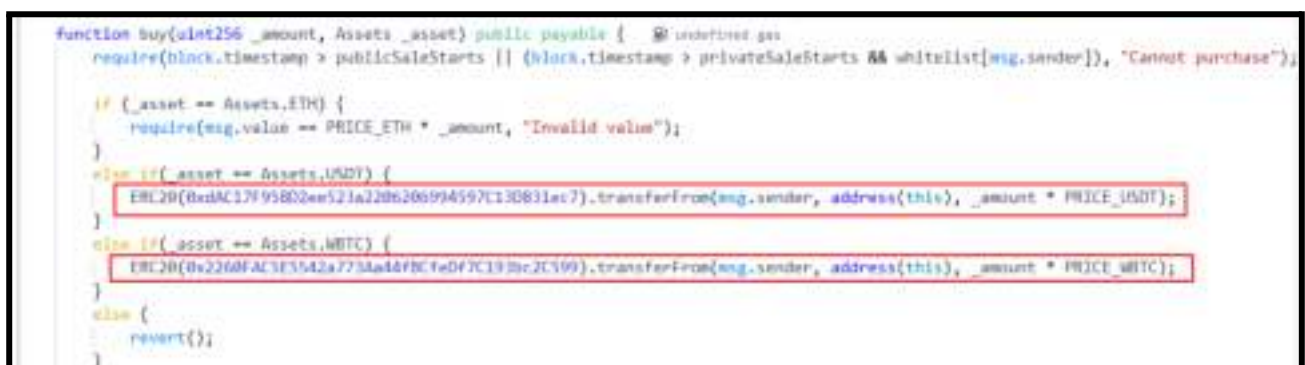 function buy(uint256 _amount, Assets _asset) public payable { undefined gas
require(block.timestamp > publicSaleStarts || (block.timestamp > privateSaleStarts && whitelist[msg.sender]), "Cannot purchase");
if (_asset == Assets.ETH) {
require(msg.value == PRICE_ETH * _amount, "Invalid value");
}
else if(_asset == Assets.USDT) {
ERC20(0xdAC17F958D2ee523a2206206994597C13D831ec7).transferFrom(msg.sender, address(this), _amount * PRICE_USDT);
}
else if(_asset == Assets.WBTC) {
ERC20(0x2260FAC5E5542a773Aa44fBCfeDf7C193bc2C599).transferFrom(msg.sender, address(this), _amount * PRICE_WBTC);
}
else {
revert();
}